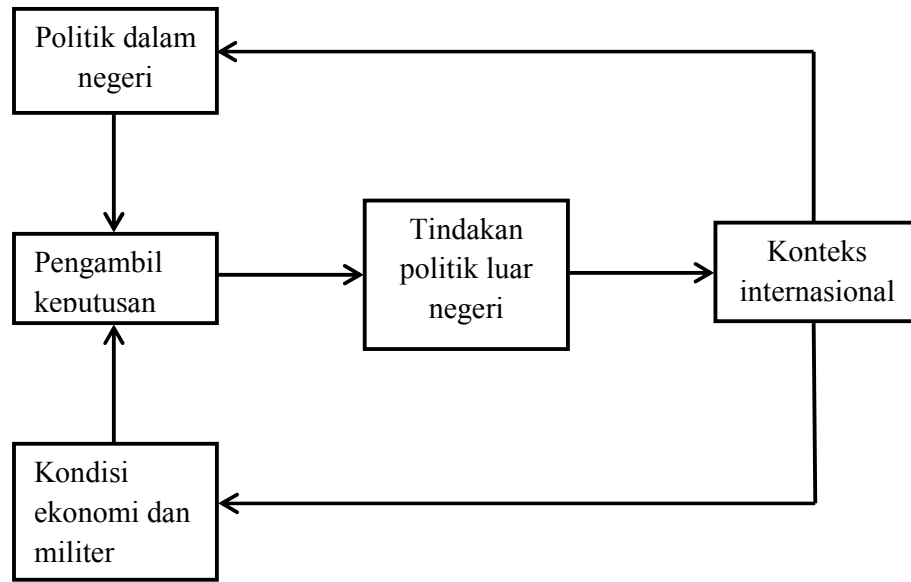 Politik dalam
negeri
Pengambil
keputusan
Tindakan
politik luar
negeri
Konteks
internasional
Kondisi
ekonomi dan
militer